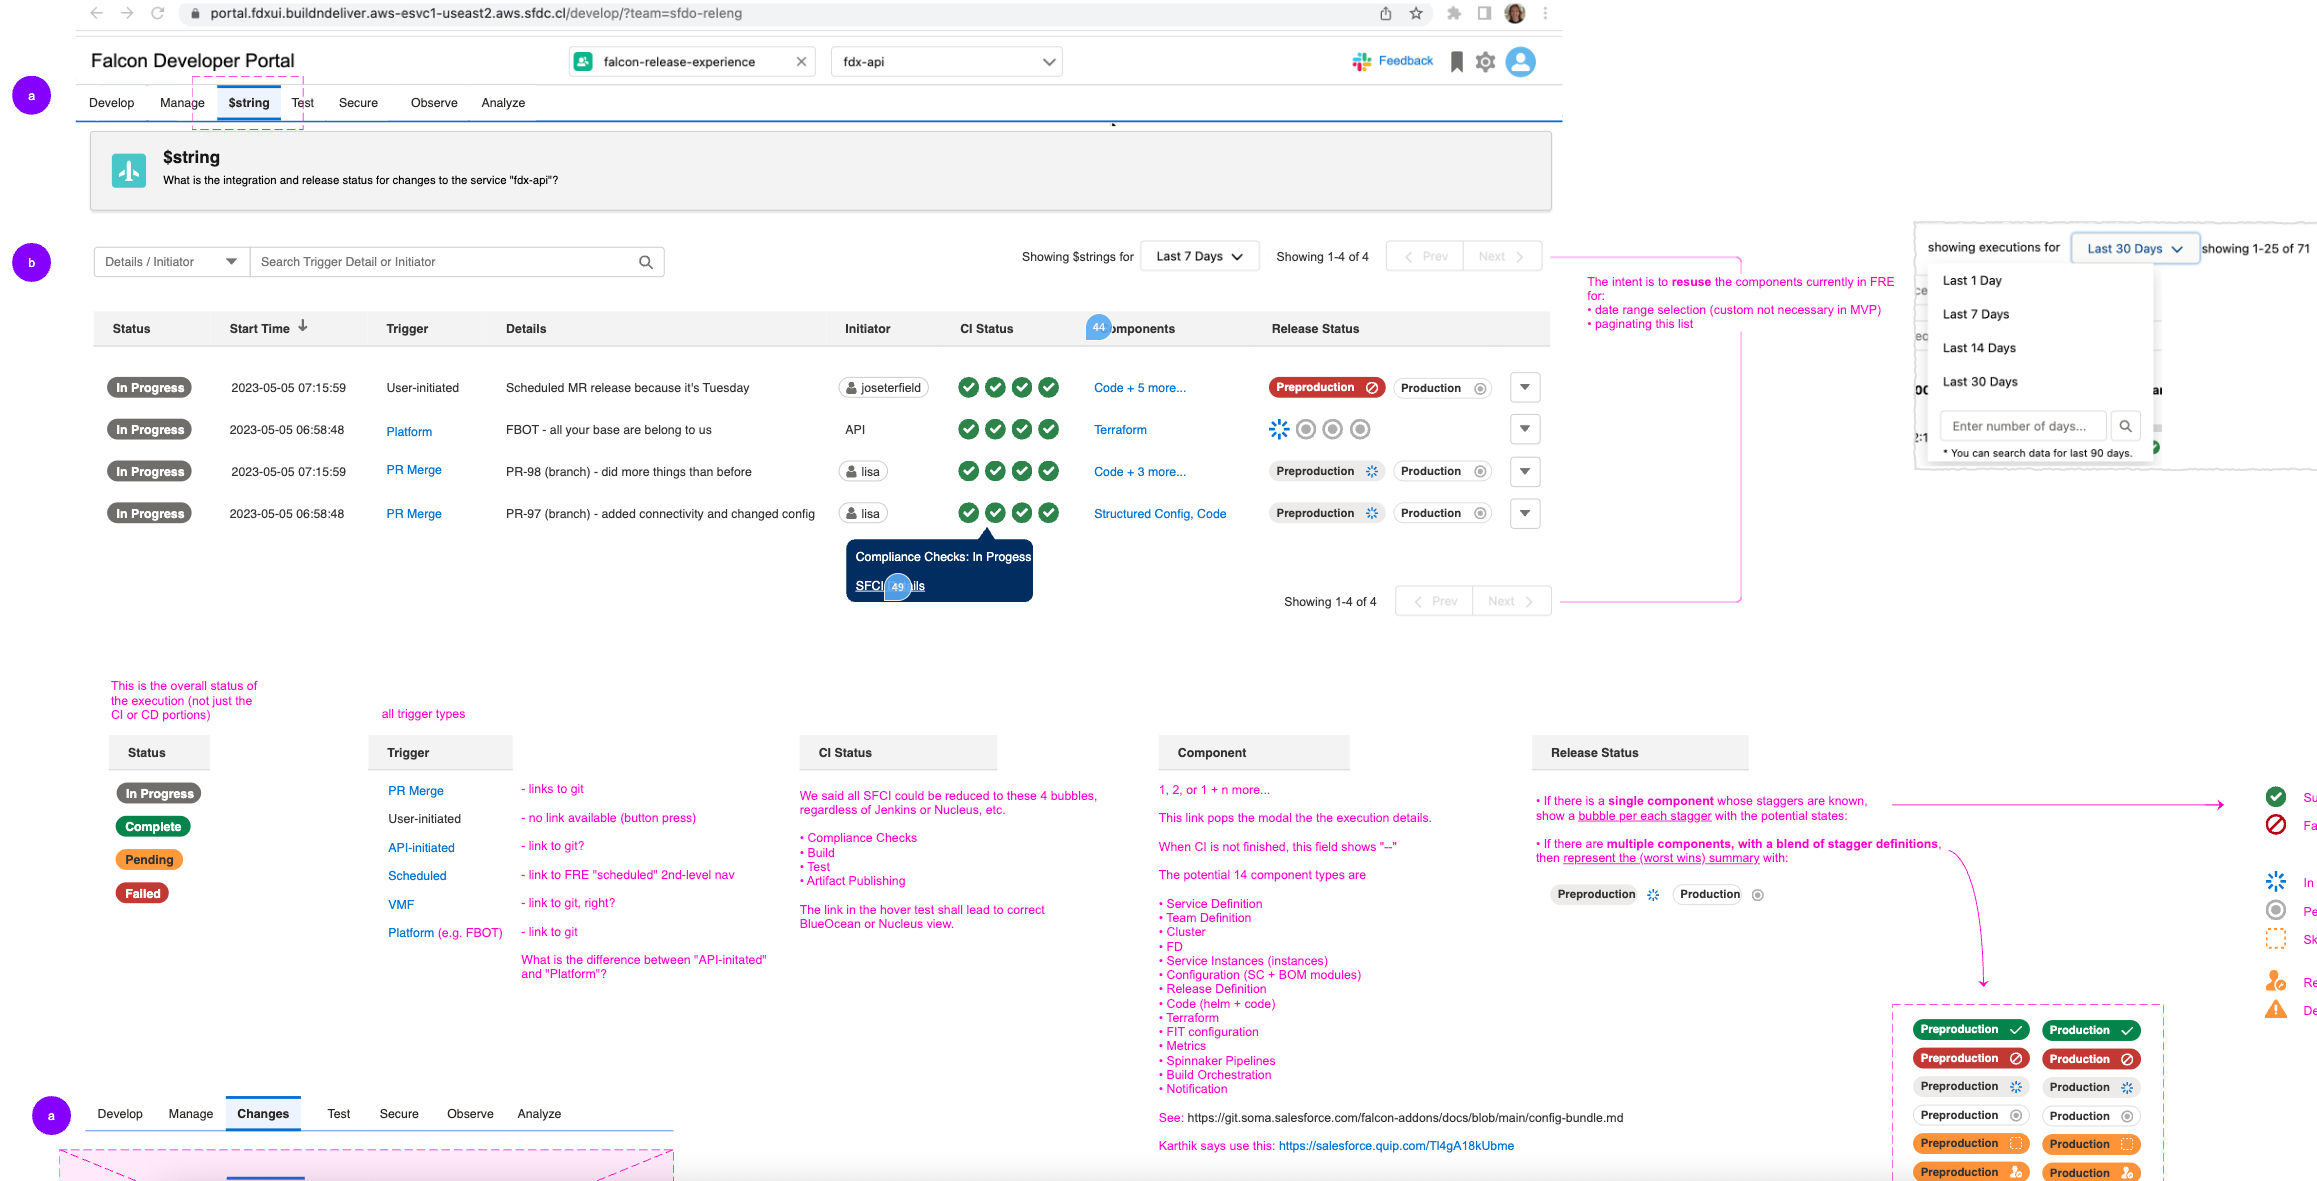 portal.fdxui.buildndeliver.aws-esvc1-useast2.aws.sfdc.cl/develop/?team=sfdo-releng
Falcon Developer Portal
falcon-release-experience
fdx-api
Feedback
a
Develop Manage $string Test Secure Observe Analyze
$string
What is the integration and release status for changes to the service "fdx-api"?
b
Details / Initiator
Search Trigger Detail or Initiator
Showing $strings for
Last 7 Days
Showing 1-4 of 4
Prev Next
Status Start Time Trigger Details Initiator CI Status 44 omponents Release Status
In Progress 2023-05-05 07:15:59 User-initiated Scheduled MR release because it's Tuesday joseterfield Code + 5 more... Preproduction Production
In Progress 2023-05-05 06:58:48 Platform FBOT - all your base are belong to us API Terraform
In Progress 2023-05-05 07:15:59 PR Merge PR-98 (branch) - did more things than before lisa Code + 3 more... Preproduction Production
In Progress 2023-05-05 06:58:48 PR Merge PR-97 (branch) - added connectivity and changed config lisa Structured Config, Code Preproduction Production
Compliance Checks: In Progess
SFCI 49 ails
Showing 1-4 of 4
Prev Next
The intent is to resuse the components currently in FRE
for:
• date range selection (custom not necessary in MVP)
• paginating this list
showing executions for
Last 30 Days
showing 1-25 of 71
Last 1 Day
Last 7 Days
Last 14 Days
Last 30 Days
Enter number of days...
* You can search data for last 90 days.
This is the overall status of
the execution (not just the
CI or CD portions)
Status
In Progress
Complete
Pending
Failed
all trigger types
Trigger
PR Merge - links to git
User-initiated - no link available (button press)
API-initiated - link to git?
Scheduled - link to FRE "scheduled" 2nd-level nav
VMF - link to git, right?
Platform (e.g. FBOT) - link to git
What is the difference between "API-initated"
and "Platform"?
CI Status
We said all SFCI could be reduced to these 4 bubbles,
regardless of Jenkins or Nucleus, etc.
• Compliance Checks
• Build
• Test
• Artifact Publishing
The link in the hover test shall lead to correct
BlueOcean or Nucleus view.
Component
1, 2, or 1 + n more...
This link pops the modal the the execution details.
When CI is not finished, this field shows "--"
The potential 14 component types are
• Service Definition
• Team Definition
• Cluster
• FD
• Service Instances (instances)
• Configuration (SC + BOM modules)
• Release Definition
• Code (helm + code)
• Terraform
• FIT configuration
• Metrics
• Spinnaker Pipelines
• Build Orchestration
• Notification
See: https://git.soma.salesforce.com/falcon-addons/docs/blob/main/config-bundle.md
Karthik says use this: https://salesforce.quip.com/Tl4gA18kUbme
Release Status
• If there is a single component whose staggers are known,
show a bubble per each stagger with the potential states:
• If there are multiple components, with a blend of stagger definitions,
then represent the (worst wins) summary with:
Preproduction Production
Su
Fa
In
Pe
Sk
Re
De
Preproduction Production
Preproduction Production
Preproduction Production
Preproduction Production
Preproduction Production
Preproduction Production
a
Develop Manage Changes Test Secure Observe Analyze